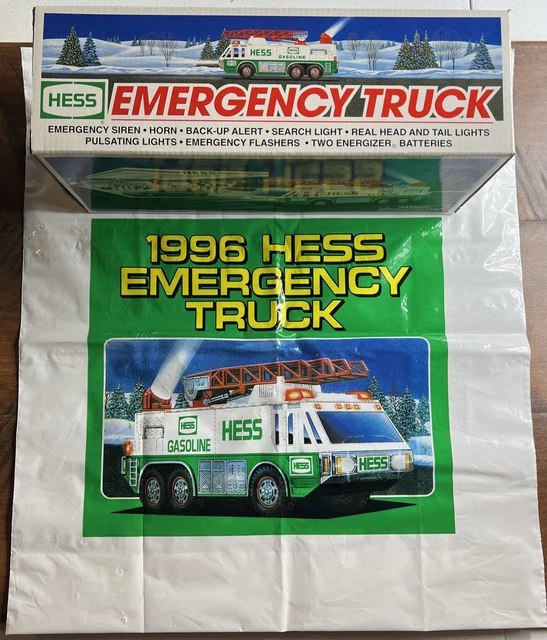 HESS
GASOLINE
HESS
EMERGENCY TRUCK
EMERGENCY SIREN • HORN • BACK-UP ALERT • SEARCH LIGHT • REAL HEAD AND TAIL LIGHTS
PULSATING LIGHTS • EMERGENCY FLASHERS • TWO ENERGIZER® BATTERIES
1996 HESS
EMERGENCY
TRUCK
HESS
GASOLINE
HESS
HESS
HESS